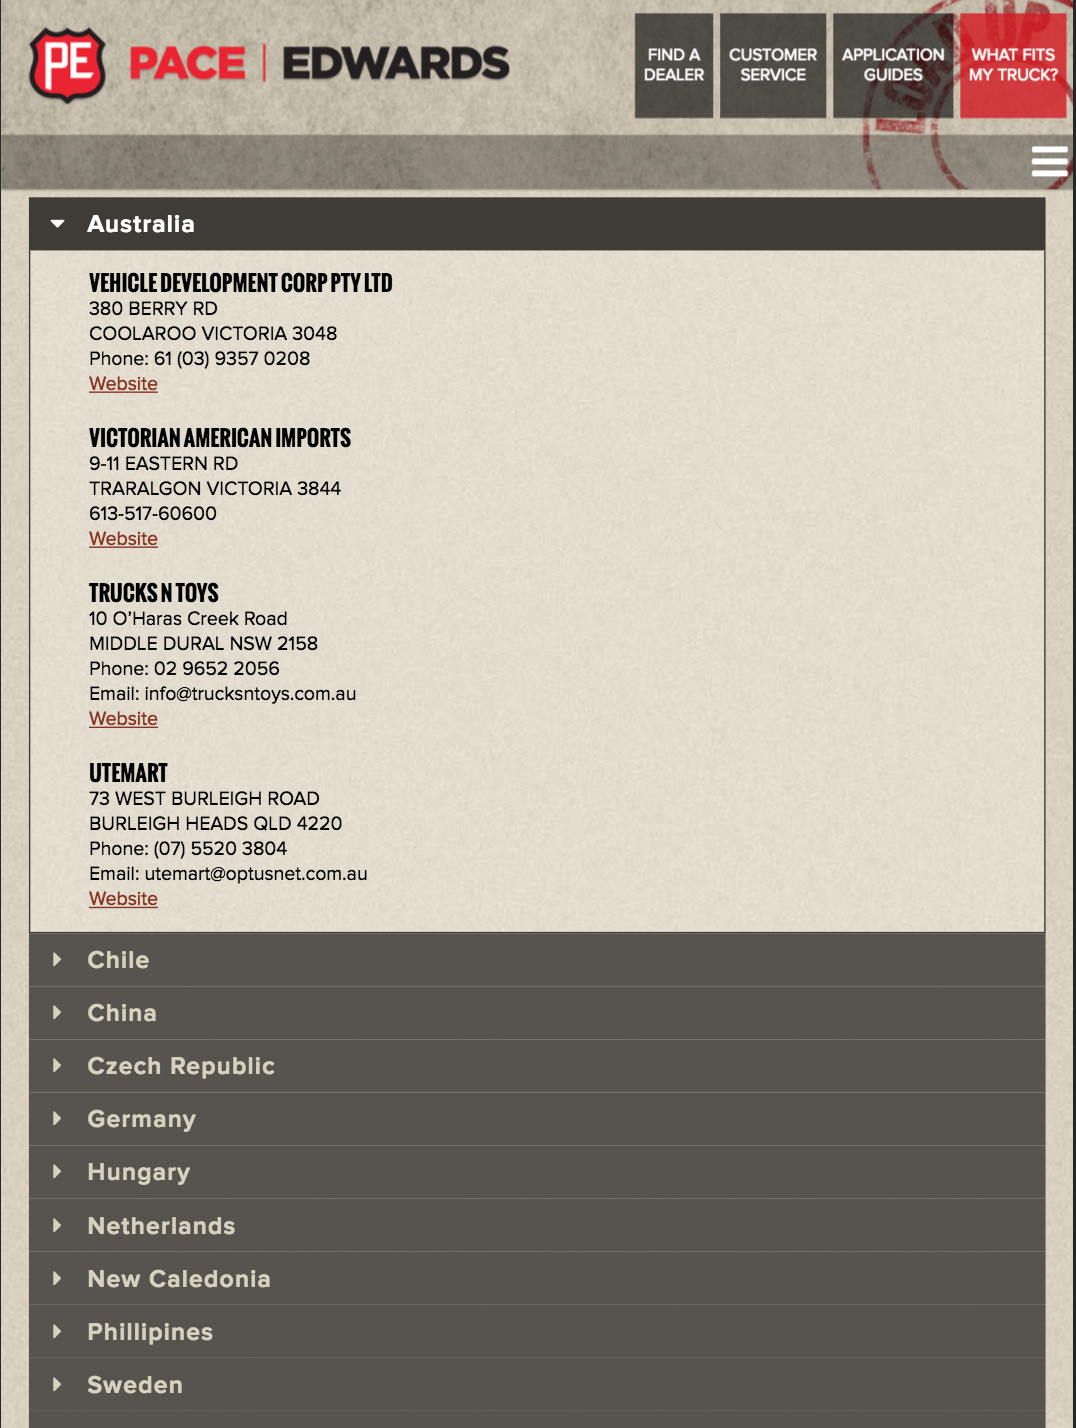 PE PACE | EDWARDS
FIND A
DEALER
CUSTOMER
SERVICE
APPLICATION
GUIDES
WHAT FITS
MY TRUCK?
UP
Australia
VEHICLE DEVELOPMENT CORP PTY LTD
380 BERRY RD
COOLAROO VICTORIA 3048
Phone: 61 (03) 9357 0208
Website
VICTORIAN AMERICAN IMPORTS
9-11 EASTERN RD
TRARALGON VICTORIA 3844
613-517-60600
Website
TRUCKS N TOYS
10 O’Haras Creek Road
MIDDLE DURAL NSW 2158
Phone: 02 9652 2056
Email: info@trucksntoys.com.au
Website
UTEMART
73 WEST BURLEIGH ROAD
BURLEIGH HEADS QLD 4220
Phone: (07) 5520 3804
Email: utemart@optusnet.com.au
Website
Chile
China
Czech Republic
Germany
Hungary
Netherlands
New Caledonia
Phillipines
Sweden